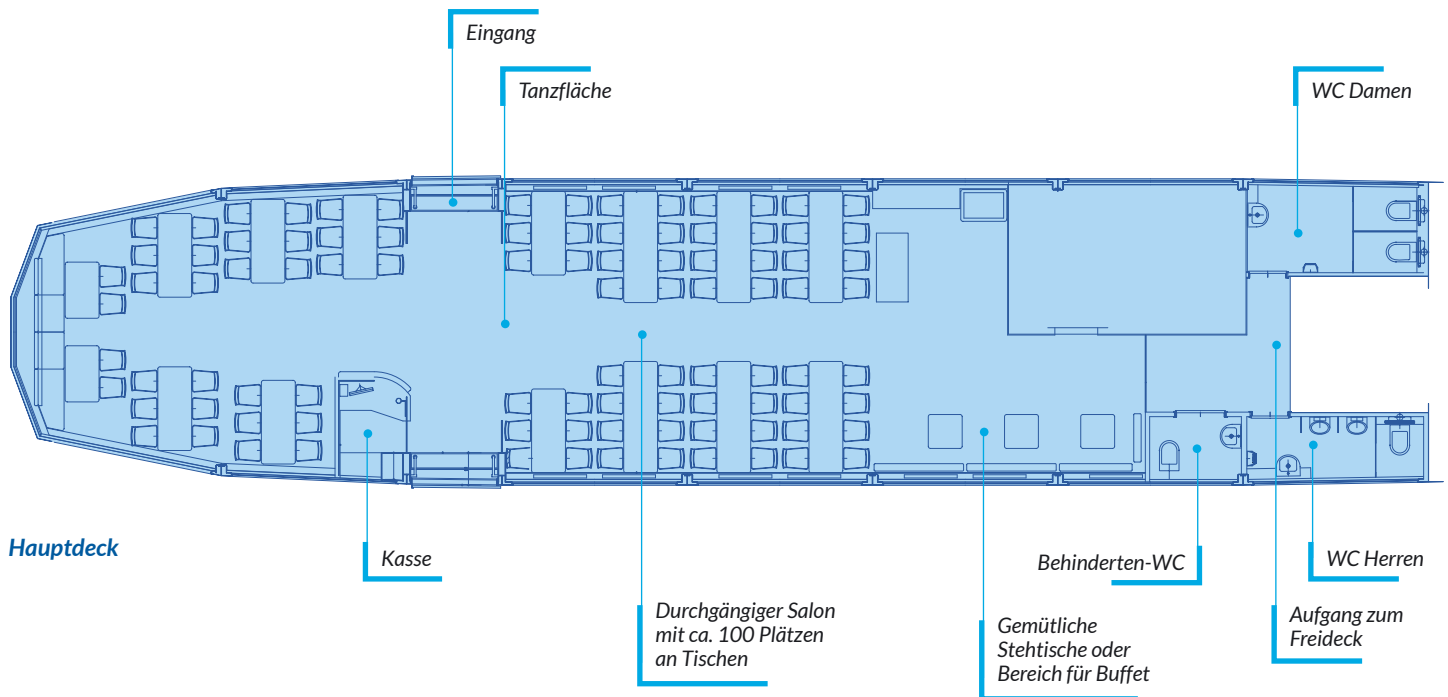 Eingang
Tanzfläche
WC Damen
Hauptdeck
Kasse
Durchgängiger Salon
mit ca. 100 Plätzen
an Tischen
Gemütliche
Stehtische oder
Bereich für Buffet
Behinderten-WC
WC Herren
Aufgang zum
Freideck